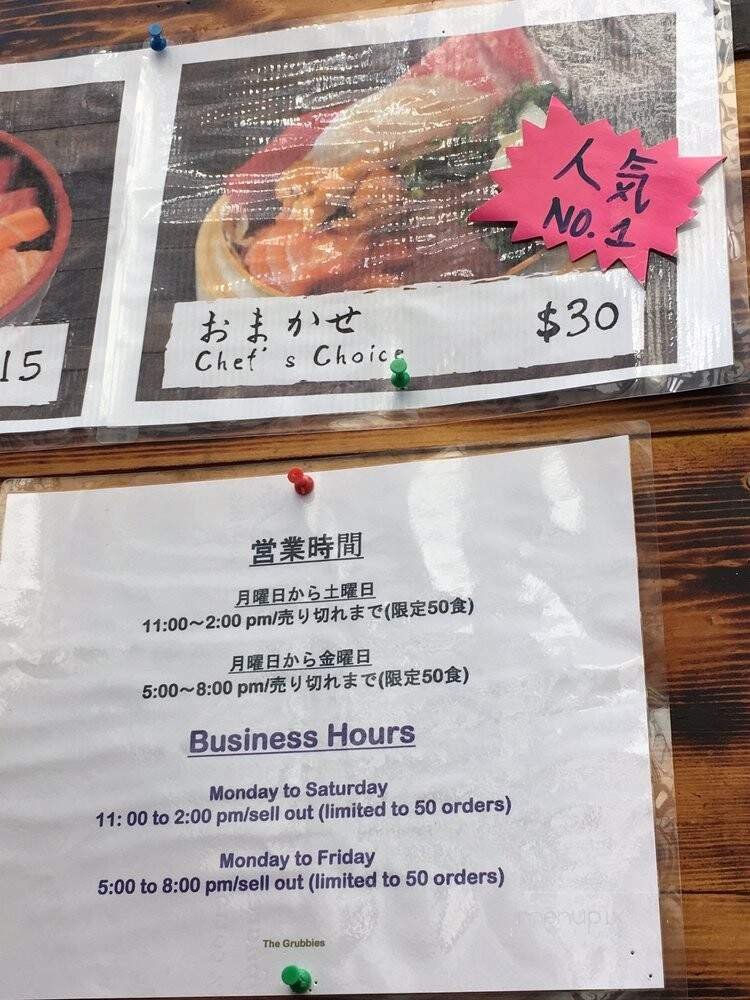 人気
NO.1
おまかせ
$30
Chef's Choice
15
営業時間
月曜日から土曜日
11:00～2:00 pm/売り切れまで(限定50食)
月曜日から金曜日
5:00～8:00 pm/売り切れまで(限定50食)
Business Hours
Monday to Saturday
11: 00 to 2:00 pm/sell out (limited to 50 orders)
Monday to Friday
5:00 to 8:00 pm/sell out (limited to 50 orders)
menupix
The Grubbies